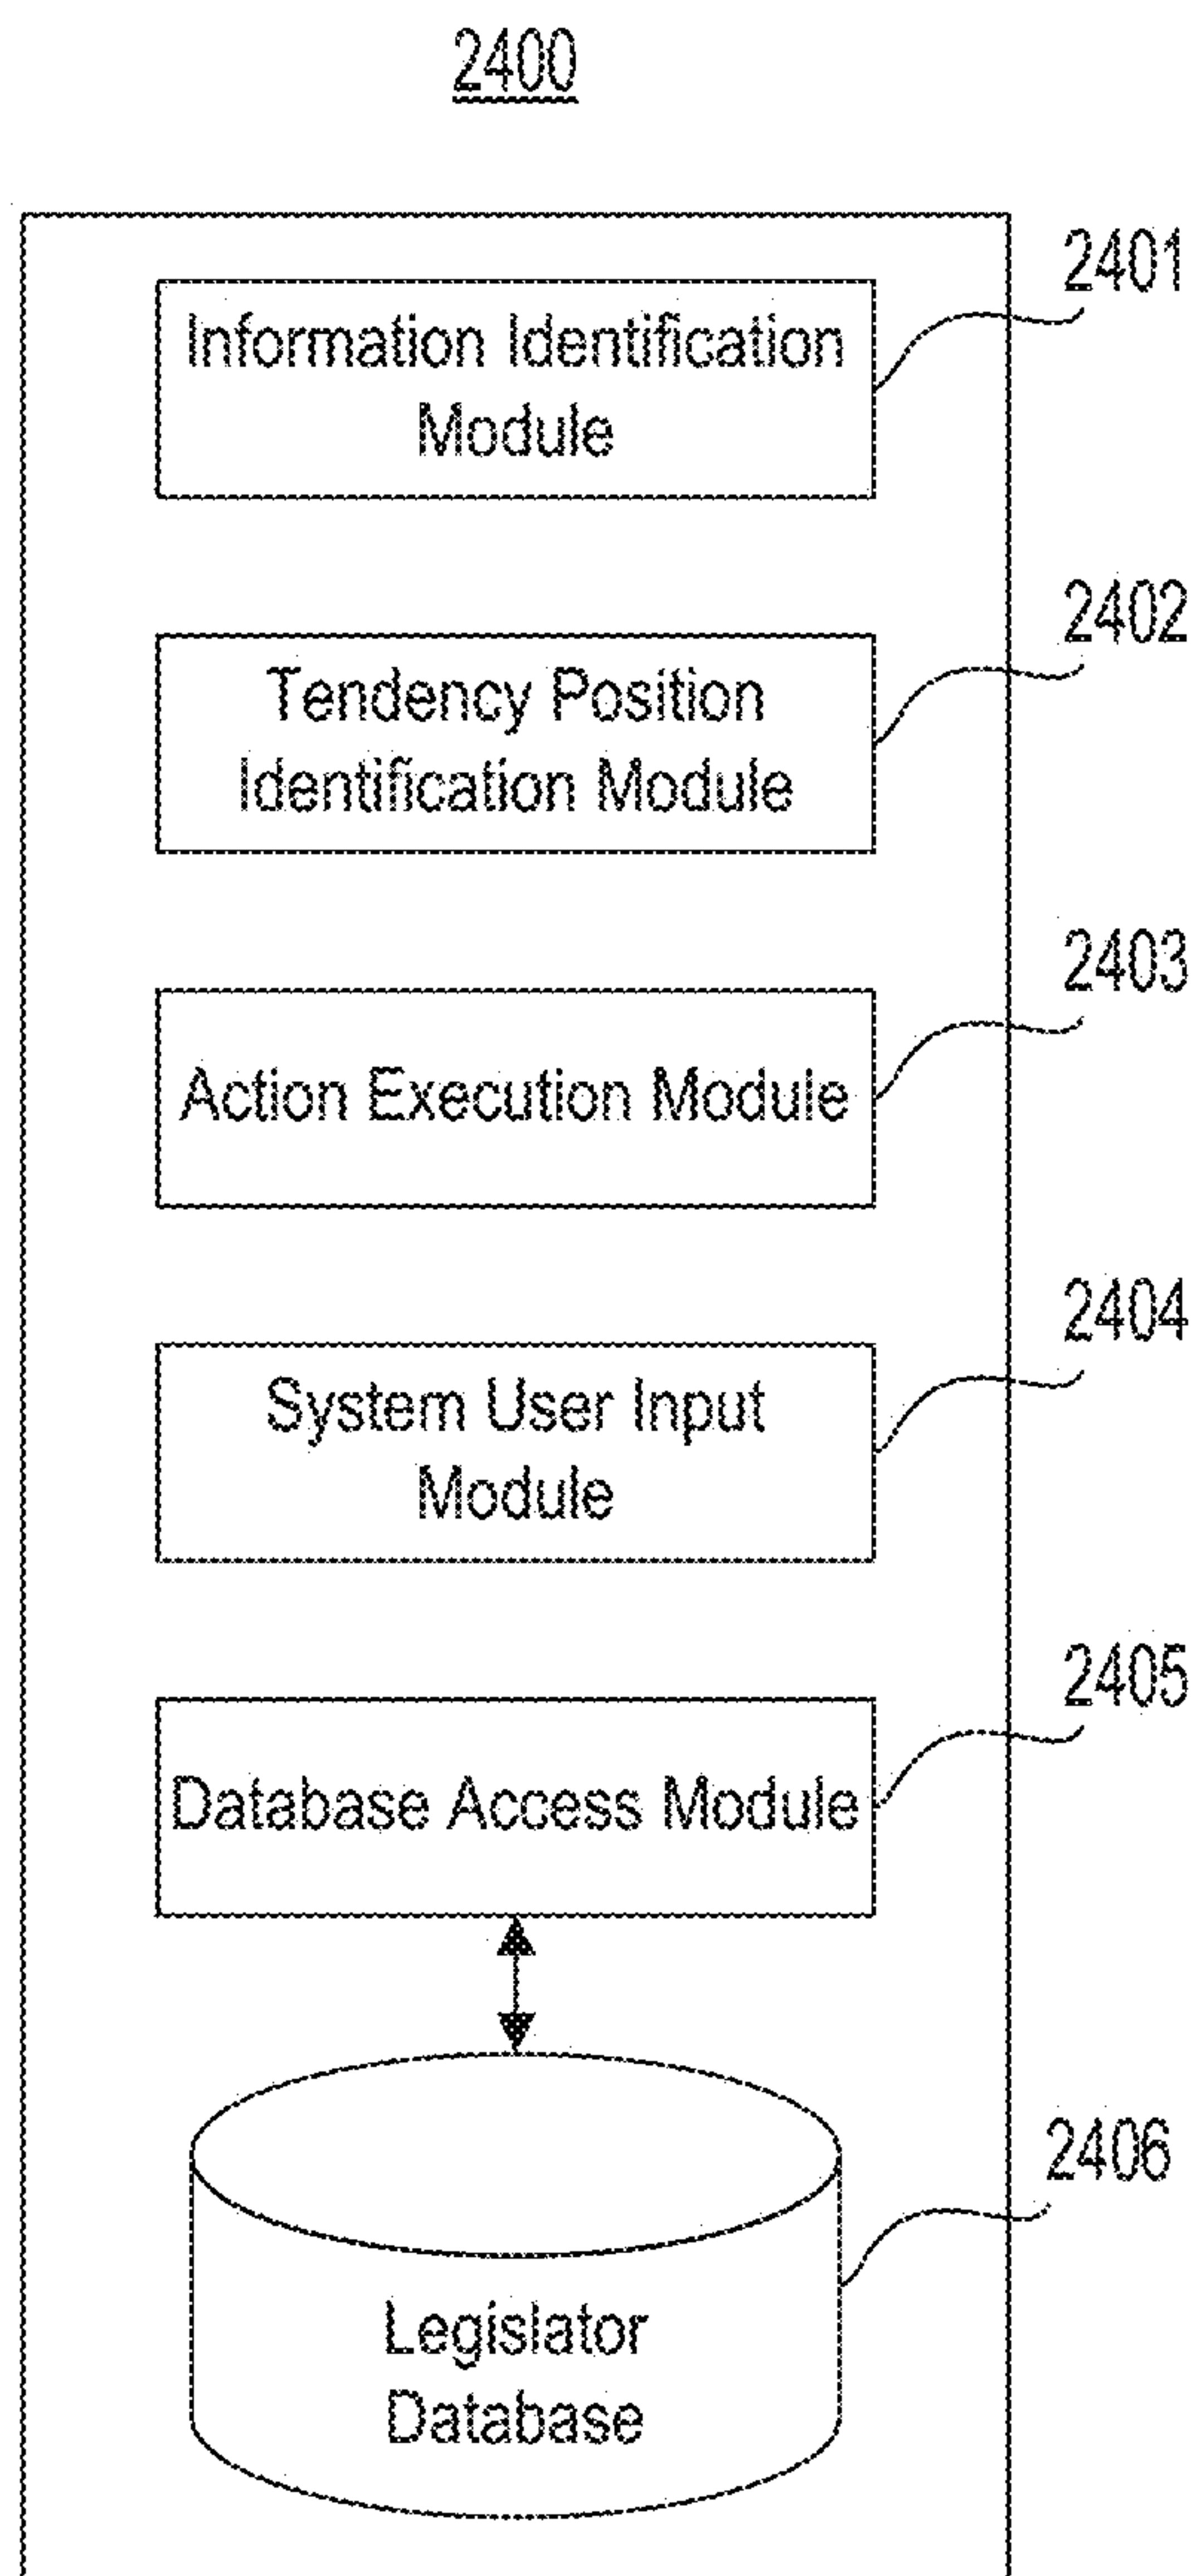 2400
2401
Information Identification
Module
2402
Tendency Position
Identification Module
2403
Action Execution Module
2404
System User Input
Module
2405
Database Access Module
2406
Legislator
Database